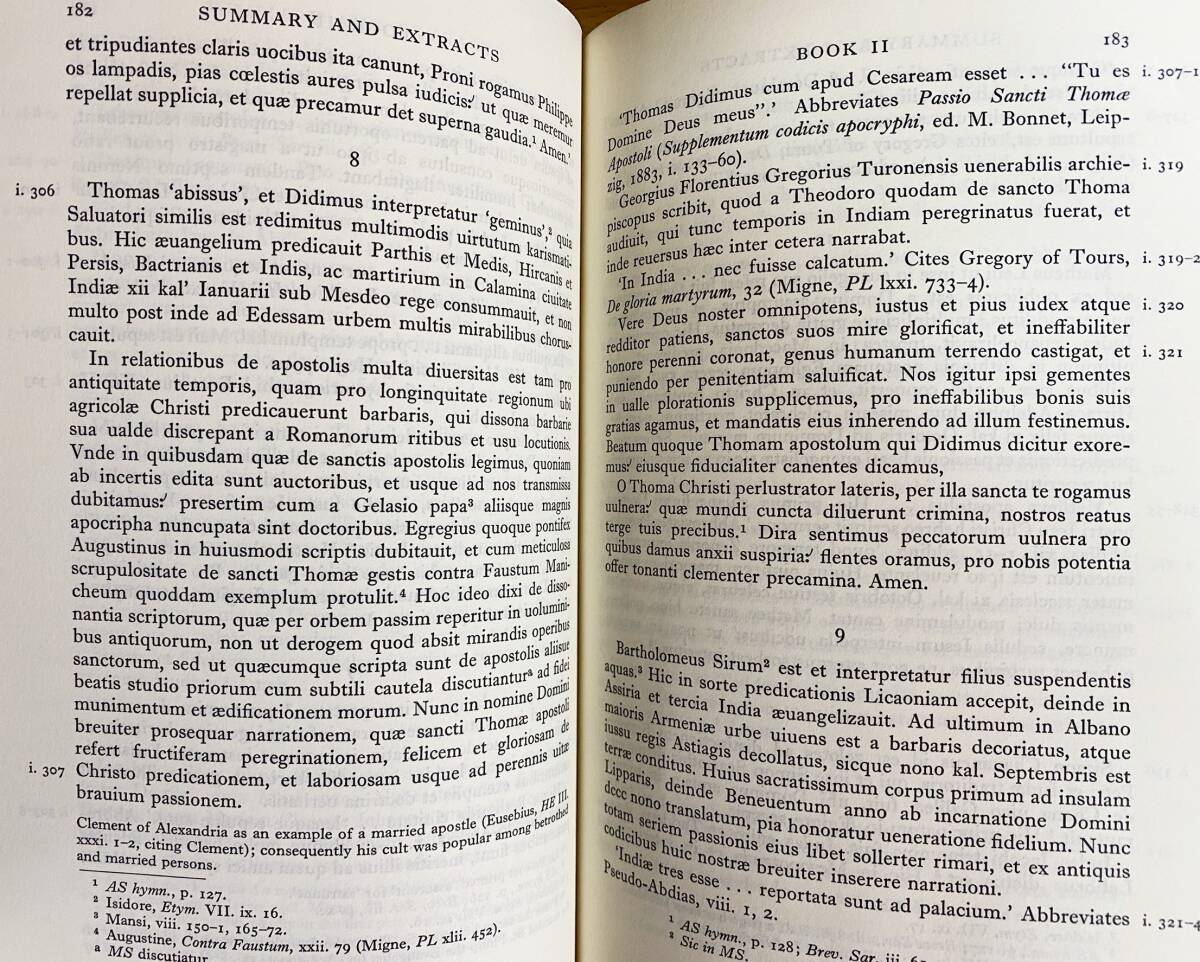 182 SUMMARY AND EXTRACTS
et tripudiantes claris uocibus ita canunt, Proni rogamus Philippe
os lampadis, pias cœlestis aures pulsa iudicis:′ ut quæ meremur
repellat supplicia, et quæ precamur det superna gaudia.¹ Amen.’
8
i. 306 Thomas ‘abissus’, et Didimus interpretatur ‘geminus’,² quia
Saluatori similis est redimitus multimodis uirtutum karismati-
bus. Hic æuangelium predicauit Parthis et Medis, Hircanis et
Persis, Bactrianis et Indis, ac martirium in Calamina ciuitate
Indiæ xii kal’ Ianuarii sub Mesdeo rege consummauit, et non
multo post inde ad Edessam urbem multis mirabilibus chorus-
cauit.
In relationibus de apostolis multa diuersitas est tam pro
antiquitate temporis, quam pro longinquitate regionum ubi
agricolæ Christi predicauerunt barbaris, qui dissona barbarie
sua ualde discrepant a Romanorum ritibus et usu locutionis.
Vnde in quibusdam quæ de sanctis apostolis legimus, quoniam
ab incertis edita sunt auctoribus, et usque ad nos transmissa
dubitamus:′ presertim cum a Gelasio papa³ aliisque magnis
apocripha nuncupata sint doctoribus. Egregius quoque pontifex
Augustinus in huiusmodi scriptis dubitauit, et cum meticulosa
scrupulositate de sancti Thomæ gestis contra Faustum Mani-
cheum quoddam exemplum protulit.⁴ Hoc ideo dixi de disso-
nantia scriptorum, quæ per orbem passim reperitur in uolumini-
bus antiquorum, non ut derogem quod absit mirandis operibus
sanctorum, sed ut quæcumque scripta sunt de apostolis aliisue
beatis studio priorum cum subtili cautela discutianturᵃ ad fidei
munimentum et ædificationem morum. Nunc in nomine Domini
breuiter prosequar narrationem, quæ sancti Thomæ apostoli
refert fructiferam peregrinationem, felicem et gloriosam de
i. 307 Christo predicationem, et laboriosam usque ad perennis uitæ
brauium passionem.
Clement of Alexandria as an example of a married apostle (Eusebius, HE III.
xxxi. 1–2, citing Clement); consequently his cult was popular among betrothed
and married persons.
¹ AS hymn., p. 127.
² Isidore, Etym. VII. ix. 16.
³ Mansi, viii. 150–1, 165–72.
⁴ Augustine, Contra Faustum, xxii. 79 (Migne, PL xlii. 452).
ᵃ MS discutiatur
BOOK II 183
‘Thomas Didimus cum apud Cesaream esset . . . “Tu es i. 307-1
Domine Deus meus”.’ Abbreviates Passio Sancti Thomæ
Apostoli (Supplementum codicis apocryphi, ed. M. Bonnet, Leip-
zig, 1883, i. 133–60).
Georgius Florentius Gregorius Turonensis uenerabilis archie- i. 319
piscopus scribit, quod a Theodoro quodam de sancto Thoma
audiuit, qui tunc temporis in Indiam peregrinatus fuerat, et
inde reuersus hæc inter cetera narrabat.
‘In India . . . nec fuisse calcatum.’ Cites Gregory of Tours, i. 319-2
De gloria martyrum, 32 (Migne, PL lxxi. 733–4).
Vere Deus noster omnipotens, iustus et pius iudex atque i. 320
redditor patiens, sanctos suos mire glorificat, et ineffabiliter
honore perenni coronat, genus humanum terrendo castigat, et i. 321
puniendo per penitentiam saluificat. Nos igitur ipsi gementes
in ualle plorationis supplicemus, pro ineffabilibus bonis suis
gratias agamus, et mandatis eius inherendo ad illum festinemus.
Beatum quoque Thomam apostolum qui Didimus dicitur exore-
mus:′ eiusque fiducialiter canentes dicamus,
O Thoma Christi perlustrator lateris, per illa sancta te rogamus
uulnera:′ quæ mundi cuncta diluerunt crimina, nostros reatus
terge tuis precibus.¹ Dira sentimus peccatorum uulnera pro
quibus damus anxii suspiria:′ flentes oramus, pro nobis potentia
offer tonanti clementer precamina. Amen.
9
Bartholomeus Sirum² est et interpretatur filius suspendentis
aquas.³ Hic in sorte predicationis Licaoniam accepit, deinde in
Assiria et tercia India æuangelizauit. Ad ultimum in Albano
maioris Armeniæ urbe uiuens est a barbaris decoriatus, atque
iussu regis Astiagis decollatus, sicque nono kal. Septembris est
terræ conditus. Huius sacratissimum corpus primum ad insulam
Lipparis, deinde Beneuentum anno ab incarnatione Domini
dccc nono translatum, pia honoratur ueneratione fidelium. Nunc
totam seriem passionis eius libet sollerter rimari, et ex antiquis
codicibus huic nostræ breuiter inserere narrationi.
‘Indiæ tres esse . . . reportata sunt ad palacium.’ Abbreviates i. 321-4
Pseudo-Abdias, viii. 1, 2.
¹ AS hymn., p. 128; Brev. Sar. iii.
² Sic in MS.